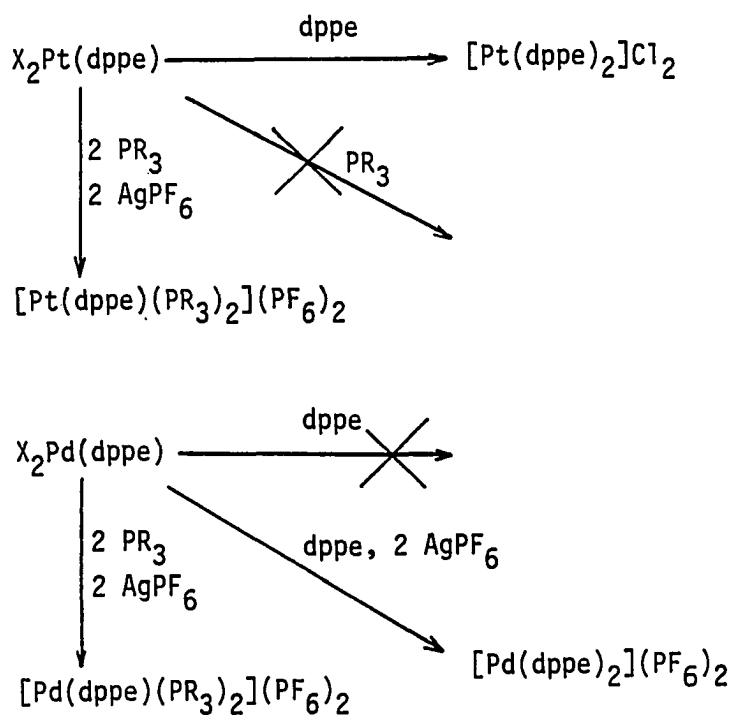 dppe
X₂Pt(dppe) [Pt(dppe)₂]Cl₂
2 PR₃
PR₃
2 AgPF₆
[Pt(dppe)(PR₃)₂](PF₆)₂
dppe
X₂Pd(dppe)
2 PR₃
dppe, 2 AgPF₆
2 AgPF₆
[Pd(dppe)₂](PF₆)₂
[Pd(dppe)(PR₃)₂](PF₆)₂